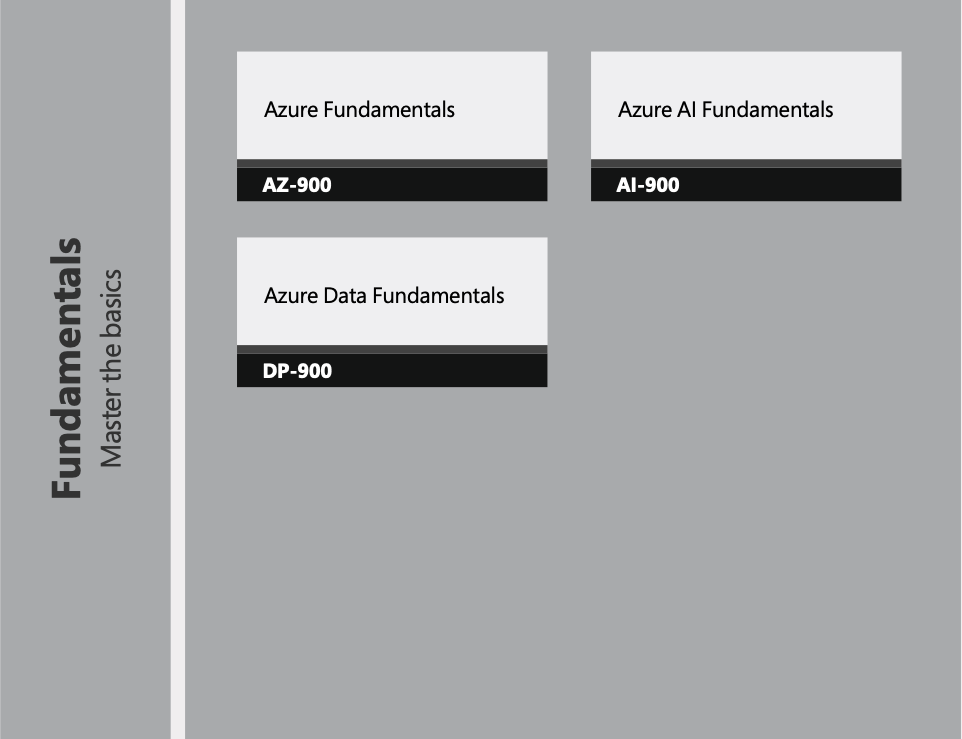 Fundamentals
Master the basics
Azure Fundamentals
AZ-900
Azure AI Fundamentals
AI-900
Azure Data Fundamentals
DP-900